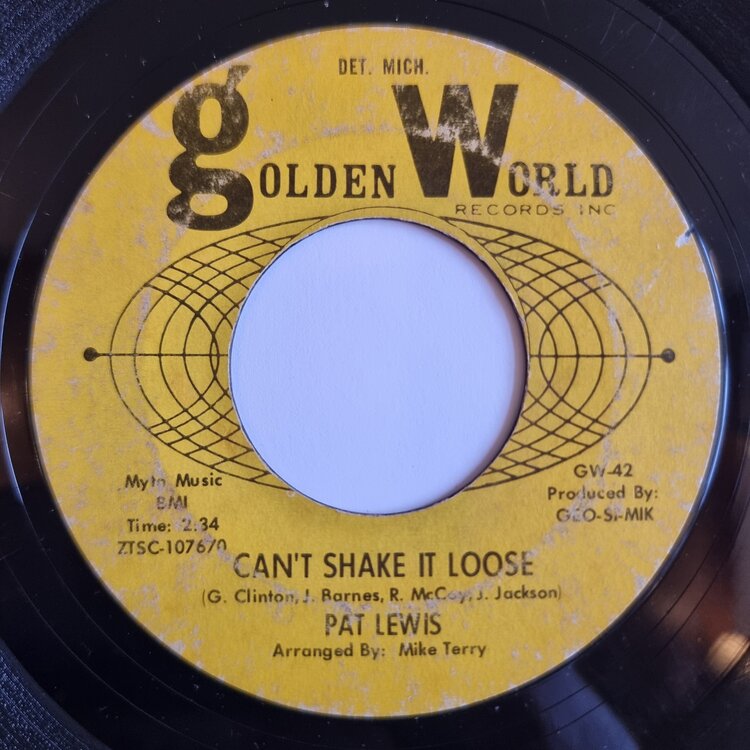 DET. MICH.
gOLDEN WORLD
RECORDS INC
Myto Music
BMI
Time: 2:34
ZTSC-107670
GW-42
Produced By:
GEO-SI-MIK
CAN'T SHAKE IT LOOSE
(G. Clinton, J. Barnes, R. McCoy, J. Jackson)
PAT LEWIS
Arranged By: Mike Terry